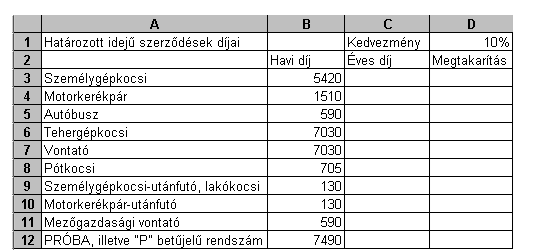 A B C D
1 Határozott idejű szerződések díjai Kedvezmény 10%
2 Havi díj Éves díj Megtakarítás
3 Személygépkocsi 5420
4 Motorkerékpár 1510
5 Autóbusz 590
6 Tehergépkocsi 7030
7 Vontató 7030
8 Pótkocsi 705
9 Személygépkocsi-utánfutó, lakókocsi 130
10 Motorkerékpár-utánfutó 130
11 Mezőgazdasági vontató 590
12 PRÓBA, illetve "P" betűjelű rendszám 7490